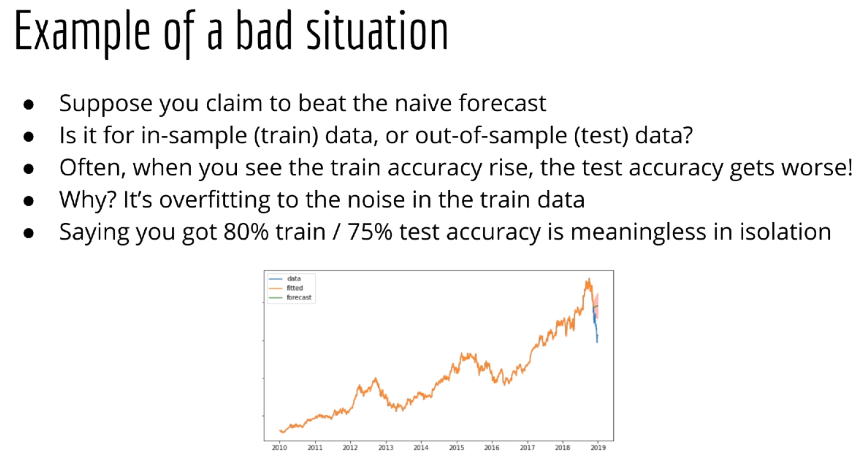 Example of a bad situation
● Suppose you claim to beat the naive forecast
● Is it for in-sample (train) data, or out-of-sample (test) data?
● Often, when you see the train accuracy rise, the test accuracy gets worse!
● Why? It's overfitting to the noise in the train data
● Saying you got 80% train / 75% test accuracy is meaningless in isolation
data
fitted
forecast
2010 2011 2012 2013 2014 2015 2016 2017 2018 2019